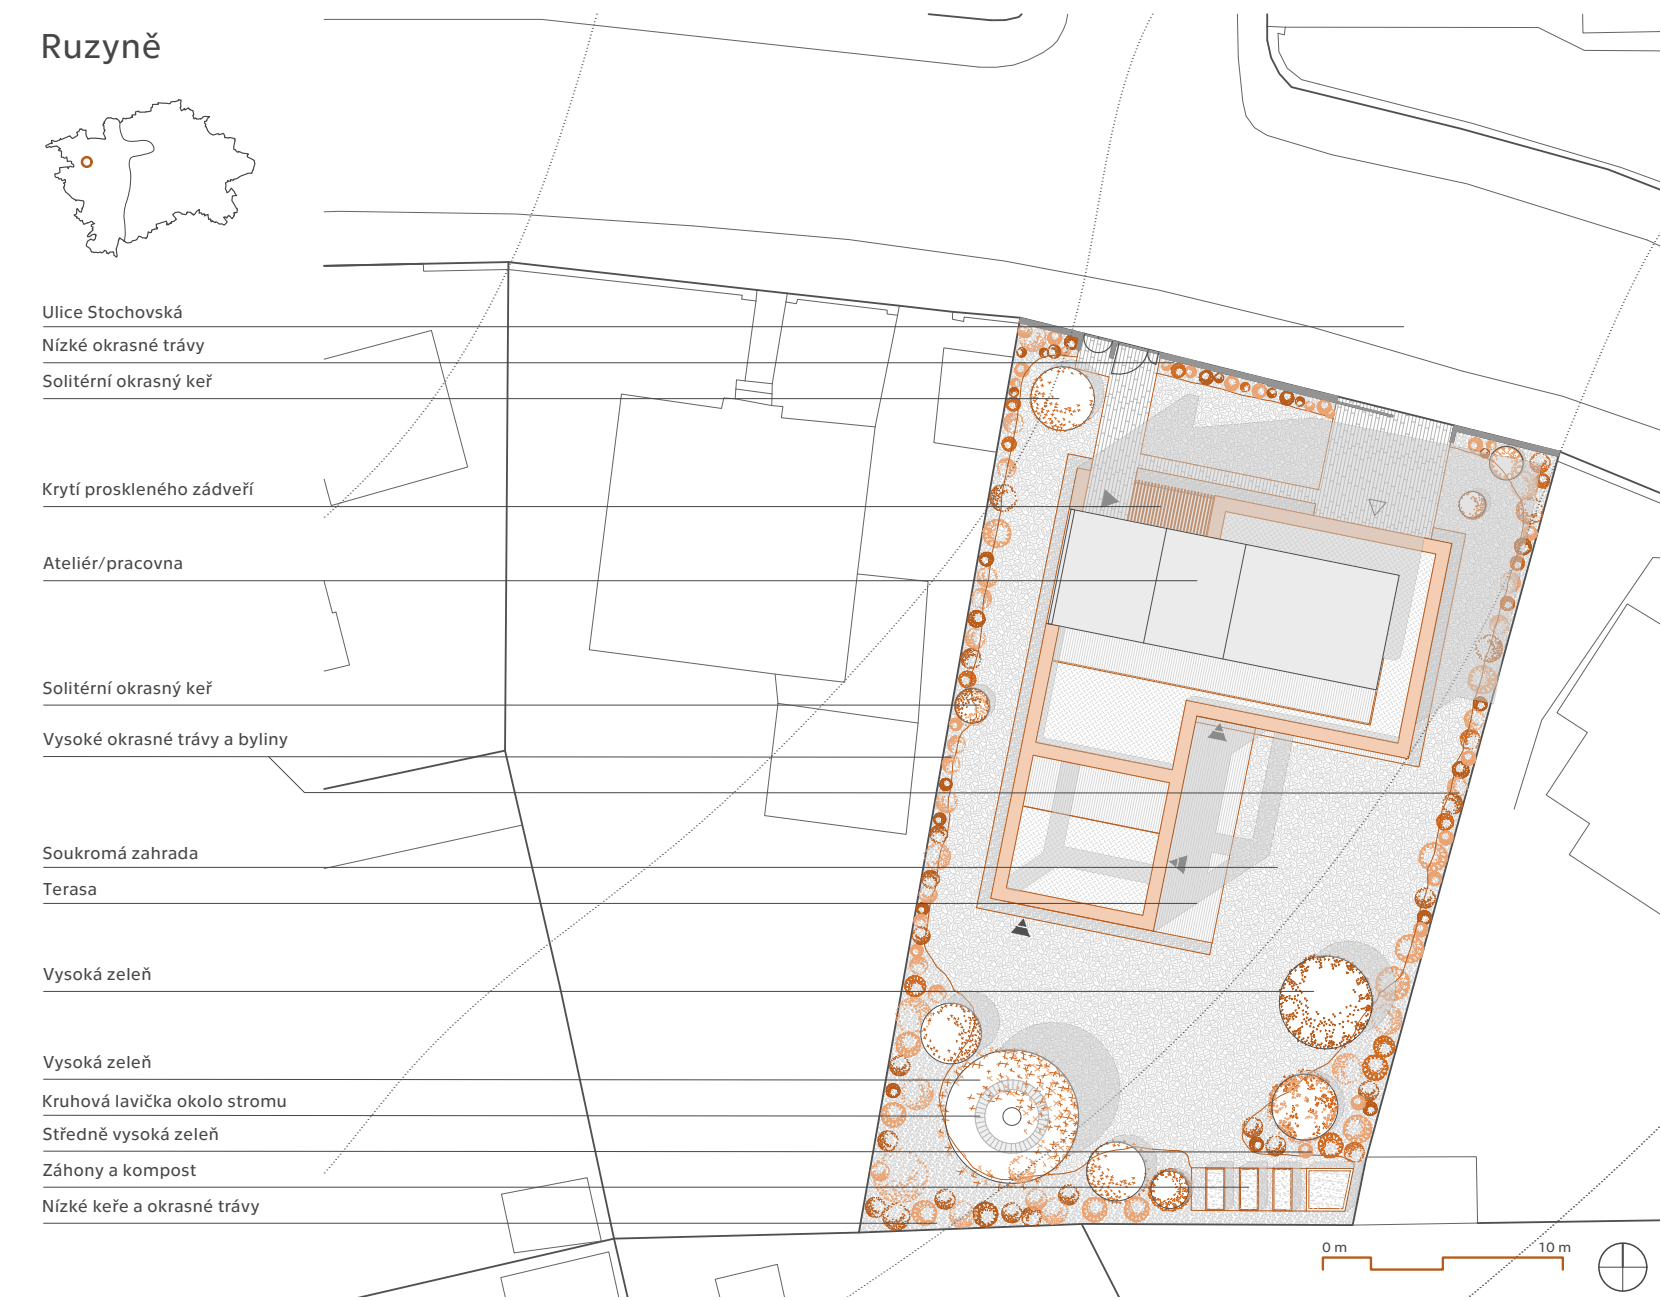 Ruzyně
Ulice Stochovská
Nízké okrasné trávy
Solitérní okrasný keř
Krytí proskleného zádveří
Ateliér/pracovna
Solitérní okrasný keř
Vysoké okrasné trávy a byliny
Soukromá zahrada
Terasa
Vysoká zeleň
Vysoká zeleň
Kruhová lavička okolo stromu
Středně vysoká zeleň
Záhony a kompost
Nízké keře a okrasné trávy
0 m 10 m